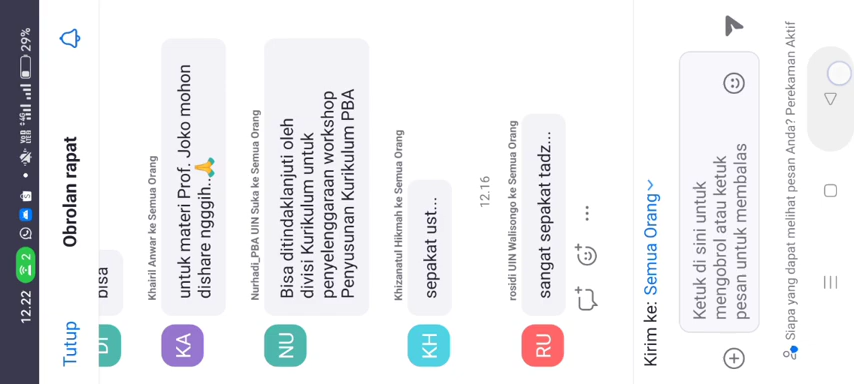 12.22
2
29%
Tutup
Obrolan rapat
DI
bisa
Khairil Anwar ke Semua Orang
KA
untuk materi Prof. Joko mohon
dishare ngggih..🙏
Nurhadi_PBA UIN Suka ke Semua Orang
NU
Bisa ditindaklanjuti oleh
divisi Kurikulum untuk
penyelenggaraan workshop
Penyusunan Kurikulum PBA
Khizanatul Hikmah ke Semua Orang
KH
sepakat ust...
12.16
rosidi UIN Walisongo ke Semua Orang
RU
sangat sepakat tadz...
Kirim ke: Semua Orang
Ketuk di sini untuk
mengobrol atau ketuk
pesan untuk membalas
Siapa yang dapat melihat pesan Anda? Perekaman Aktif